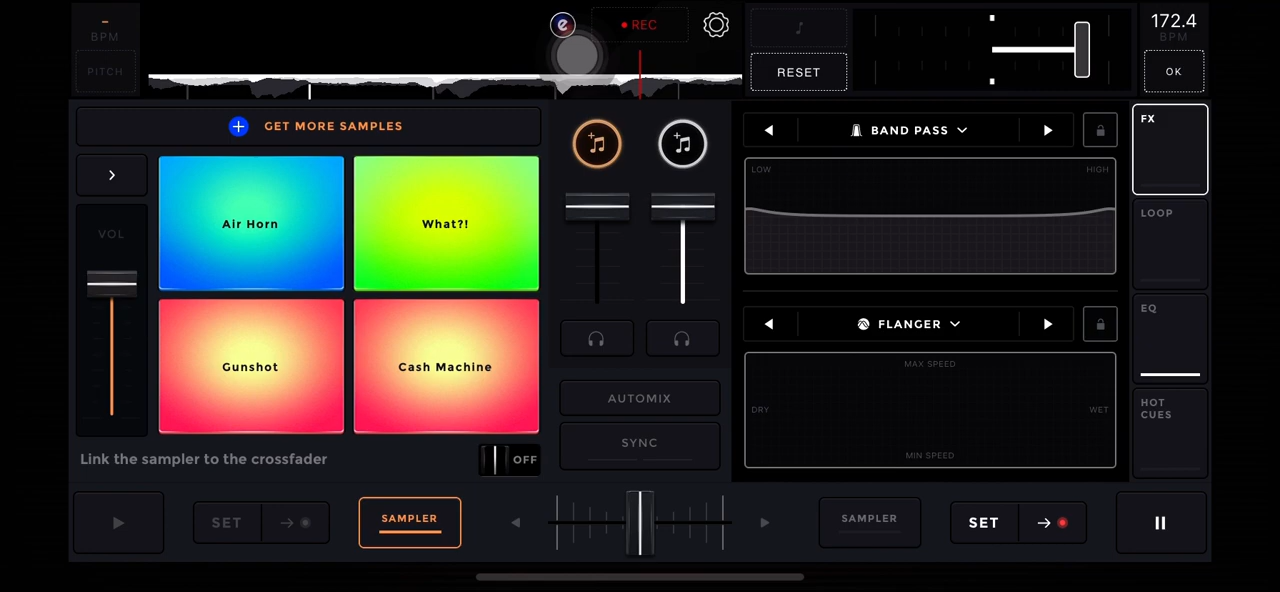 -
BPM
PITCH
e
REC
RESET
172.4
BPM
OK
GET MORE SAMPLES
VOL
Air Horn
What?!
Gunshot
Cash Machine
Link the sampler to the crossfader
OFF
AUTOMIX
SYNC
BAND PASS
LOW
HIGH
FLANGER
MAX SPEED
DRY
WET
MIN SPEED
FX
LOOP
EQ
HOT
CUES
SET
SAMPLER
SAMPLER
SET